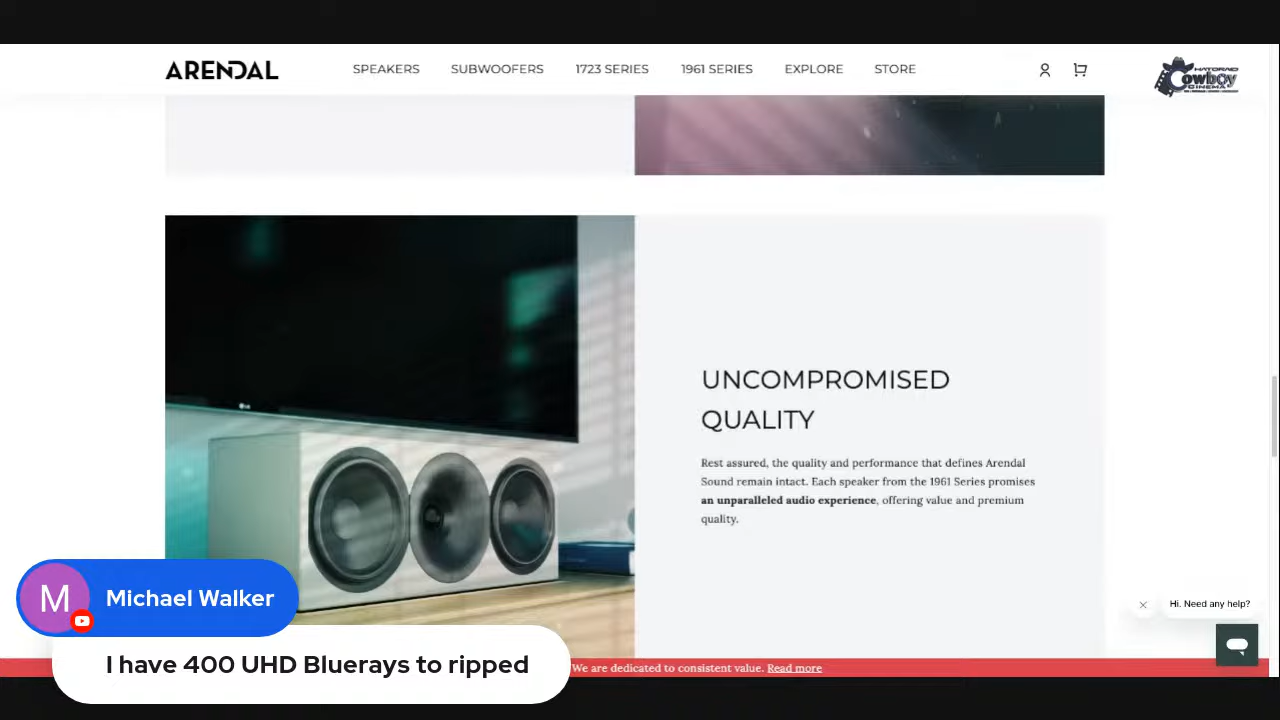 ARENDAL
SPEAKERS SUBWOOFERS 1723 SERIES 1961 SERIES EXPLORE STORE
Cowboy
CINEMA
UNCOMPROMISED
QUALITY
Rest assured, the quality and performance that defines Arendal
Sound remain intact. Each speaker from the 1961 Series promises
an unparalleled audio experience, offering value and premium
quality.
Hi. Need any help?
M
Michael Walker
I have 400 UHD Bluerays to ripped
We are dedicated to consistent value. Read more